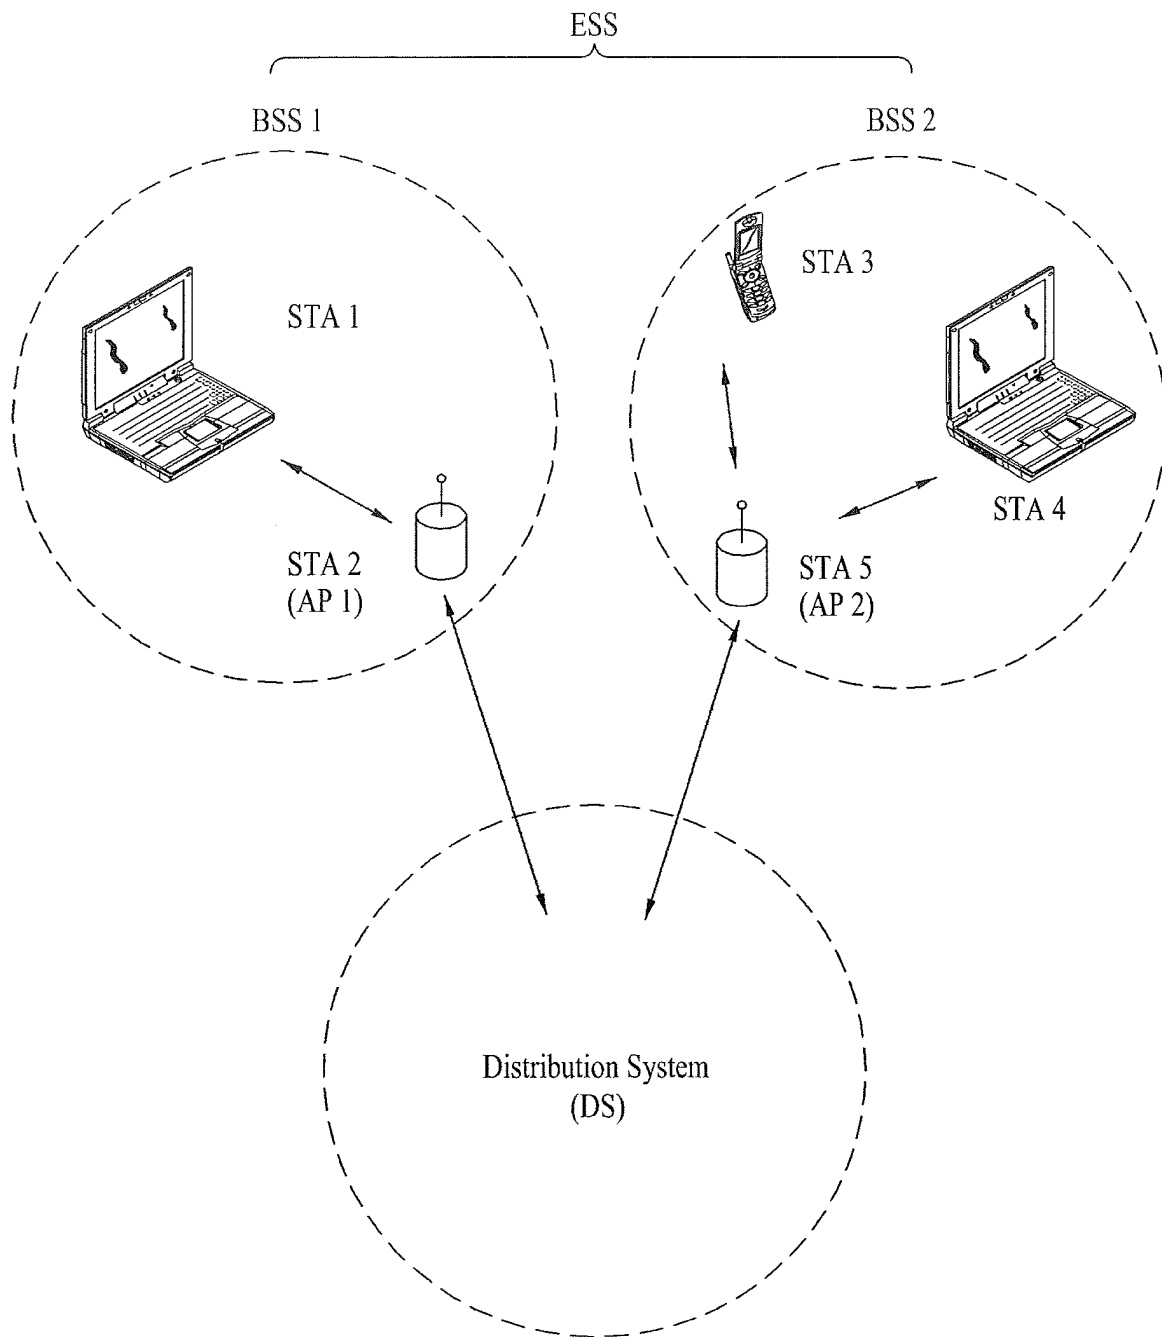 ESS
BSS 1
BSS 2
STA 3
STA 1
STA 4
STA 2
(AP 1)
STA 5
(AP 2)
Distribution System
(DS)